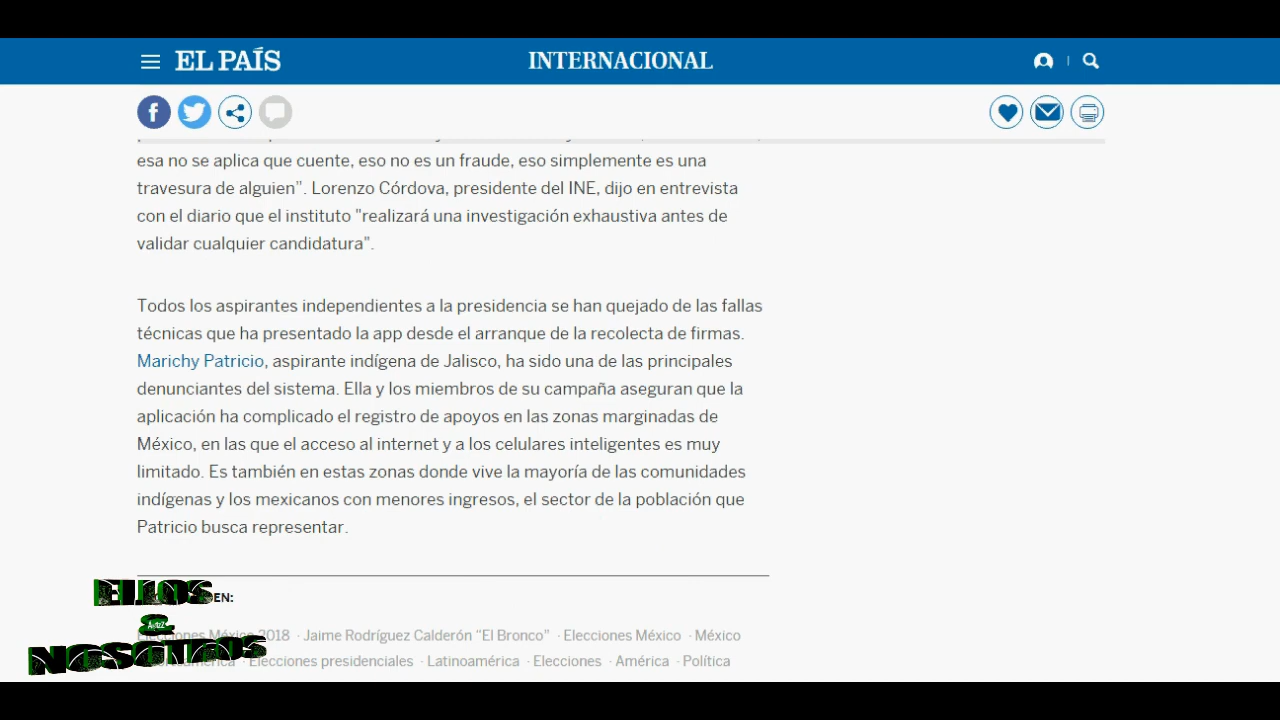 EL PAÍS
INTERNACIONAL
esa no se aplica que cuente, eso no es un fraude, eso simplemente es una
travesura de alguien”. Lorenzo Córdova, presidente del INE, dijo en entrevista
con el diario que el instituto "realizará una investigación exhaustiva antes de
validar cualquier candidatura".
Todos los aspirantes independientes a la presidencia se han quejado de las fallas
técnicas que ha presentado la app desde el arranque de la recolecta de firmas.
Marichy Patricio, aspirante indígena de Jalisco, ha sido una de las principales
denunciantes del sistema. Ella y los miembros de su campaña aseguran que la
aplicación ha complicado el registro de apoyos en las zonas marginadas de
México, en las que el acceso al internet y a los celulares inteligentes es muy
limitado. Es también en estas zonas donde vive la mayoría de las comunidades
indígenas y los mexicanos con menores ingresos, el sector de la población que
Patricio busca representar.
EN:
ELLOS
&
NOSOTROS
México 2018 · Jaime Rodríguez Calderón “El Bronco” · Elecciones México · México
· Elecciones presidenciales · Latinoamérica · Elecciones · América · Política